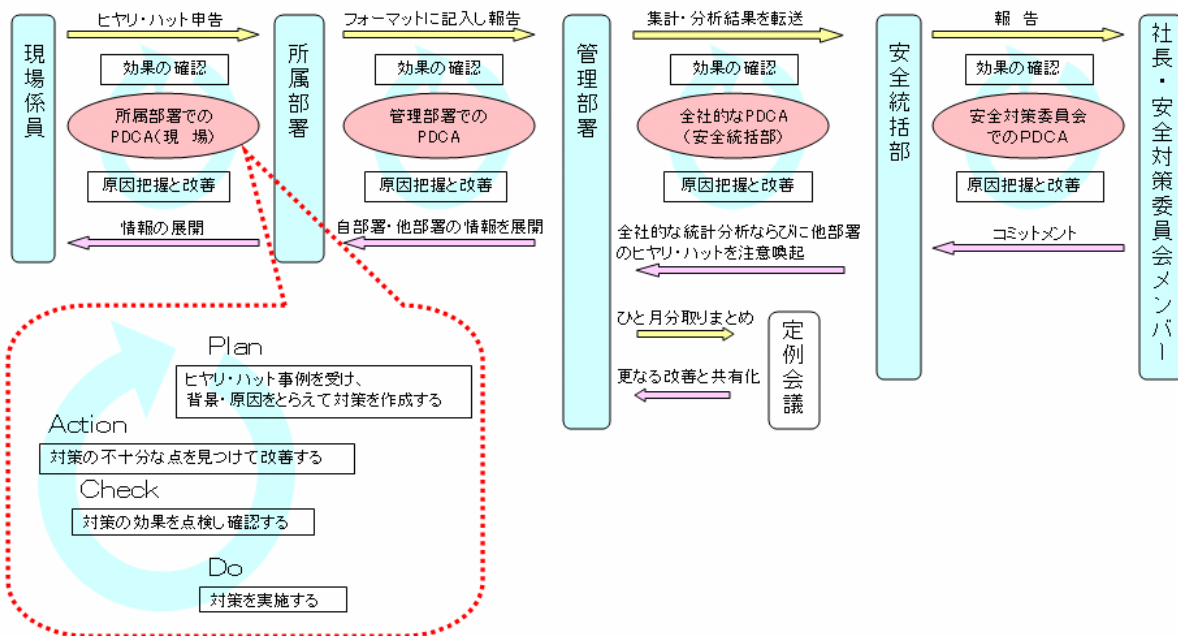 現場係員
ヒヤリ・ハット申告
効果の確認
所属部署での
PDCA(現 場)
原因把握と改善
情報の展開
所属部署
フォーマットに記入し報告
効果の確認
管理部署での
PDCA
原因把握と改善
自部署・他部署の情報を展開
管理部署
集計・分析結果を転送
効果の確認
全社的なPDCA
(安全統括部)
原因把握と改善
全社的な統計分析ならびに他部署
のヒヤリ・ハットを注意喚起
ひと月分取りまとめ
更なる改善と共有化
定例会議
安全統括部
報 告
効果の確認
安全対策委員会
でのPDCA
原因把握と改善
コミットメント
社長・安全対策委員会メンバー
Plan
ヒヤリ・ハット事例を受け、
背景・原因をとらえて対策を作成する
Action
対策の不十分な点を見つけて改善する
Check
対策の効果を点検し確認する
Do
対策を実施する